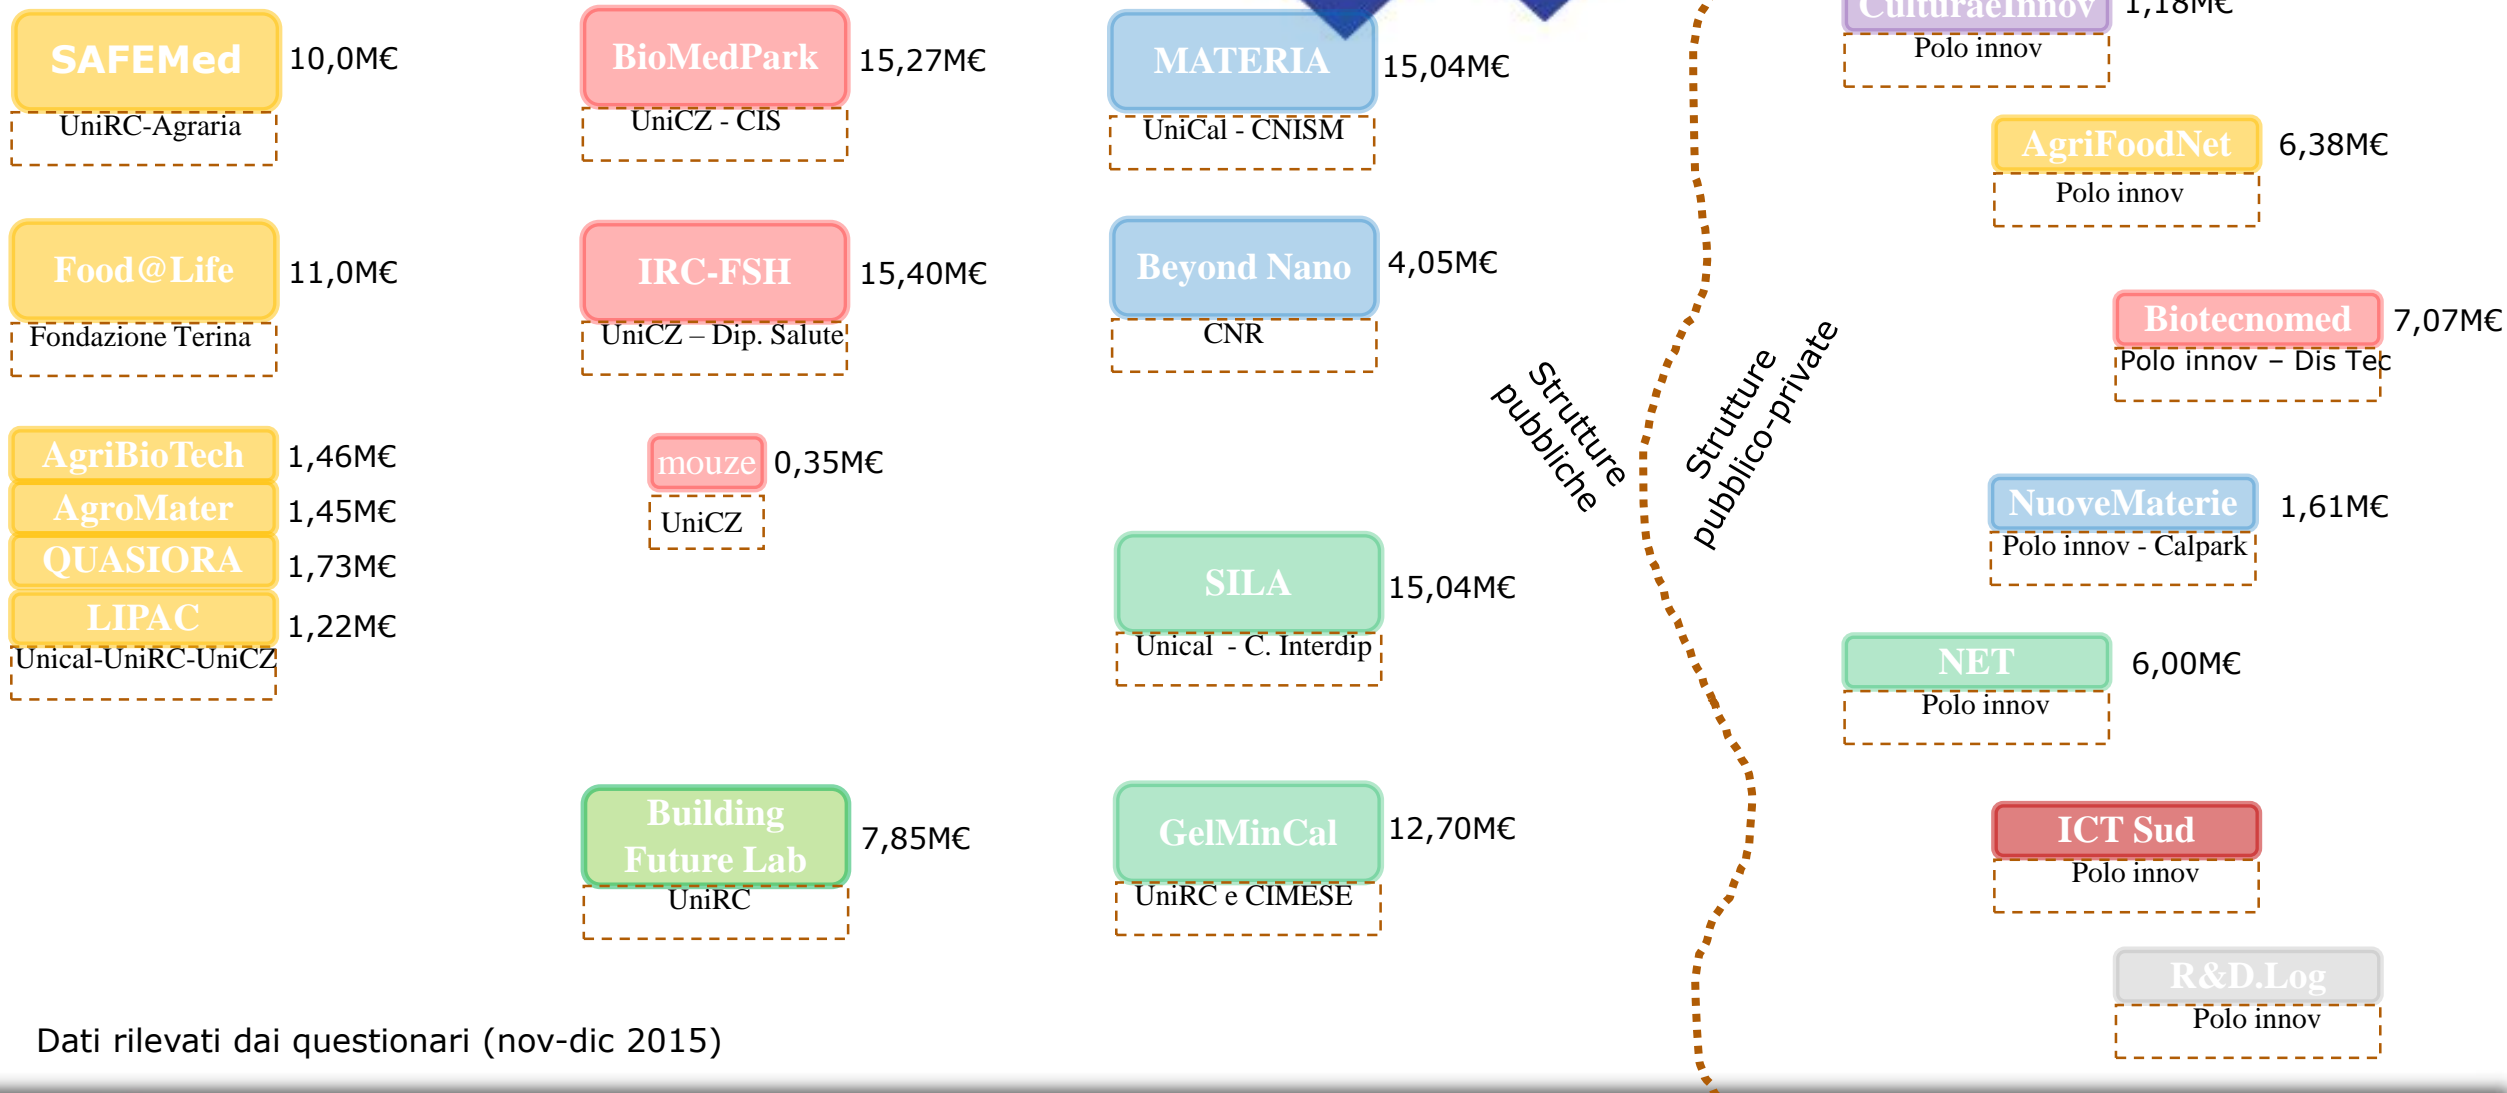 SAFEMed
10,0M€
UniRC-Agraria
Food@Life
11,0M€
Fondazione Terina
AgriBioTech
1,46M€
AgroMater
1,45M€
QUASIORA
1,73M€
LIPAC
1,22M€
Unical-UniRC-UniCZ
BioMedPark
15,27M€
UniCZ - CIS
IRC-FSH
15,40M€
UniCZ – Dip. Salute
mouze
0,35M€
UniCZ
Building
Future Lab
7,85M€
UniRC
MATERIA
15,04M€
UniCal - CNISM
Beyond Nano
4,05M€
CNR
SILA
15,04M€
Unical - C. Interdip
GelMinCal
12,70M€
UniRC e CIMESE
Strutture
pubbliche
Strutture
pubblico-private
CulturaeInnov
1,18M€
Polo innov
AgriFoodNet
6,38M€
Polo innov
Biotecnomed
7,07M€
Polo innov – Dis Tec
NuoveMaterie
1,61M€
Polo innov - Calpark
NET
6,00M€
Polo innov
ICT Sud
Polo innov
R&D.Log
Polo innov
Dati rilevati dai questionari (nov-dic 2015)